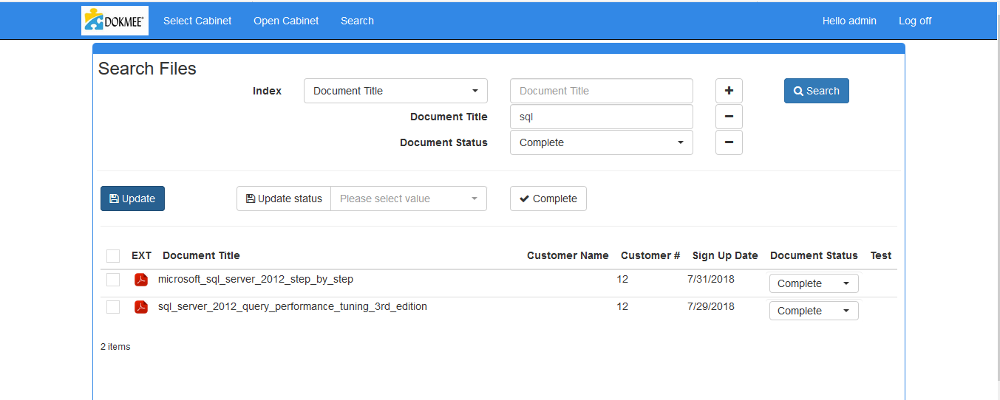 DOKMEE® Select Cabinet Open Cabinet Search Hello admin Log off
Search Files
Index Document Title Document Title Search
Document Title sql
Document Status Complete
Update Update status Please select value Complete
EXT Document Title Customer Name Customer # Sign Up Date Document Status Test
microsoft_sql_server_2012_step_by_step 12 7/31/2018 Complete
sql_server_2012_query_performance_tuning_3rd_edition 12 7/29/2018 Complete
2 items